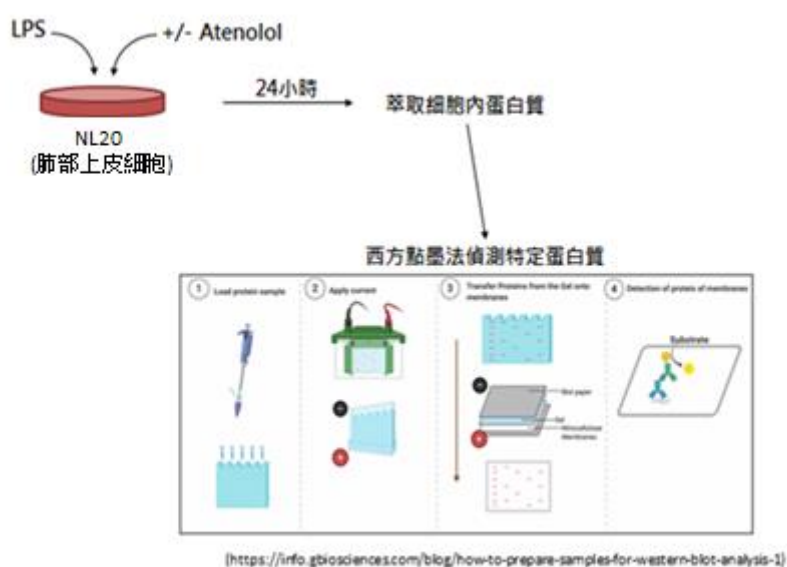 LPS
+/- Atenolol
24小時
萃取細胞內蛋白質
NL20
(肺部上皮細胞)
西方點墨法偵測特定蛋白質
1 Load protein sample
2 Apply current
3 Transfer Proteins from the Gel onto
membranes
4 Detection of protein of membranes
Substrate
Blot paper
Gel
Nitrocellulose
Membranes
(https://info.gbiosciences.com/blog/how-to-prepare-samples-for-western-blot-analysis-1)